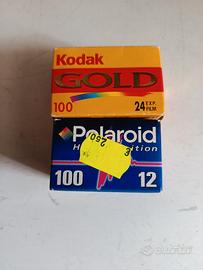 Kodak
GOLD
100
24 EXP.
FILM
Polaroid
100
12